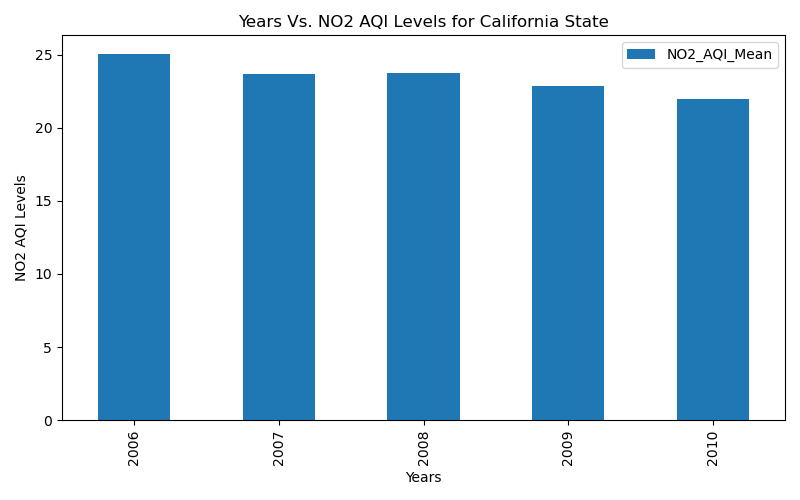 Years Vs. NO2 AQI Levels for California State
NO2_AQI_Mean
NO2 AQI Levels
25
20
15
10
5
0
2006
2007
2008
2009
2010
Years